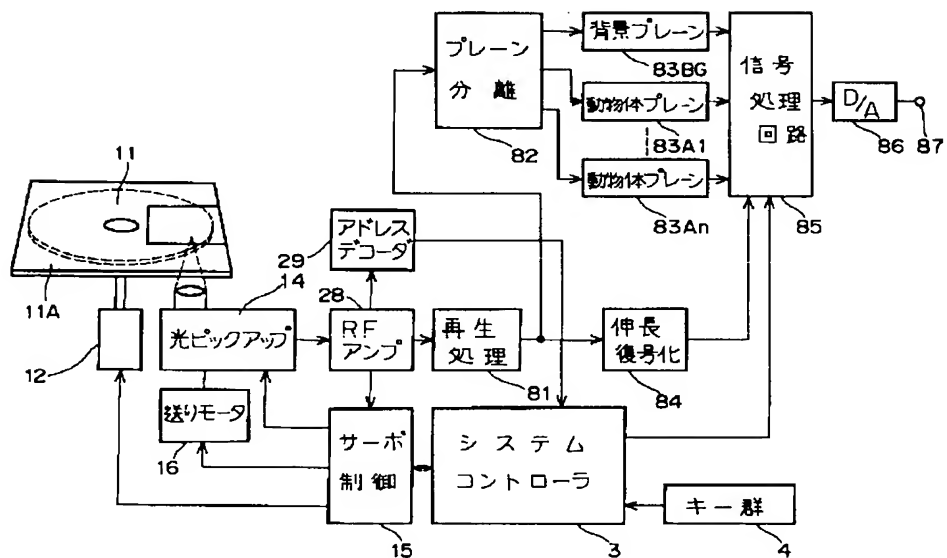 プレーン
分離
82
背景プレーン
83BG
動物体プレーン
83A1
動物体プレーン
83An
信号
処理
回路
85
D/A
86
87
11
11A
12
14
光ピックアップ
送りモータ
16
29
アドレス
デコーダ
28
RF
アンプ
再生
処理
81
伸長
復号化
84
サーボ
制御
15
システム
コントローラ
3
キー群
4